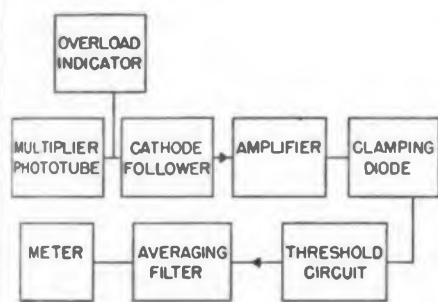 OVERLOAD
INDICATOR
MULTIPLIER
PHOTOTUBE
CATHODE
FOLLOWER
AMPLIFIER
CLAMPING
DIODE
METER
AVERAGING
FILTER
THRESHOLD
CIRCUIT